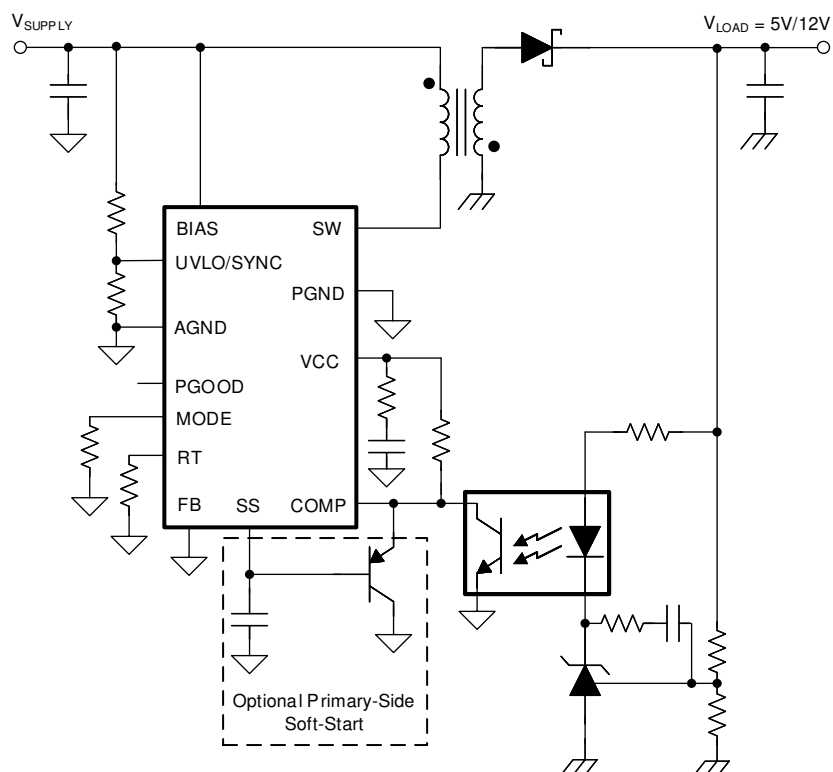 VSUPPLY
VLOAD = 5V/12V
BIAS
SW
UVLO/SYNC
PGND
AGND
VCC
PGOOD
MODE
RT
FB
SS
COMP
Optional Primary-Side
Soft-Start